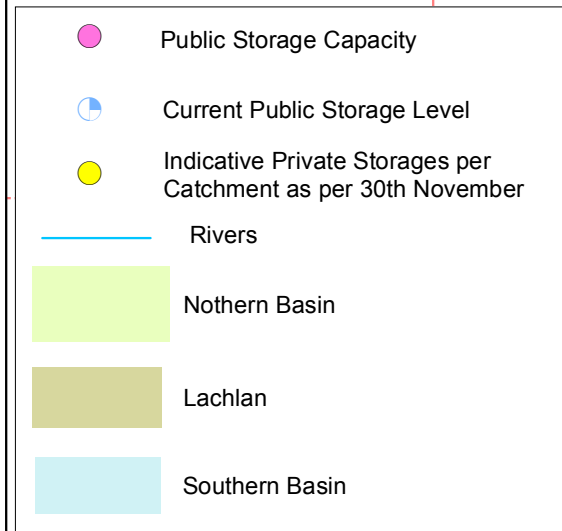 Public Storage Capacity
Current Public Storage Level
Indicative Private Storages per
Catchment as per 30th November
Rivers
Nothern Basin
Lachlan
Southern Basin